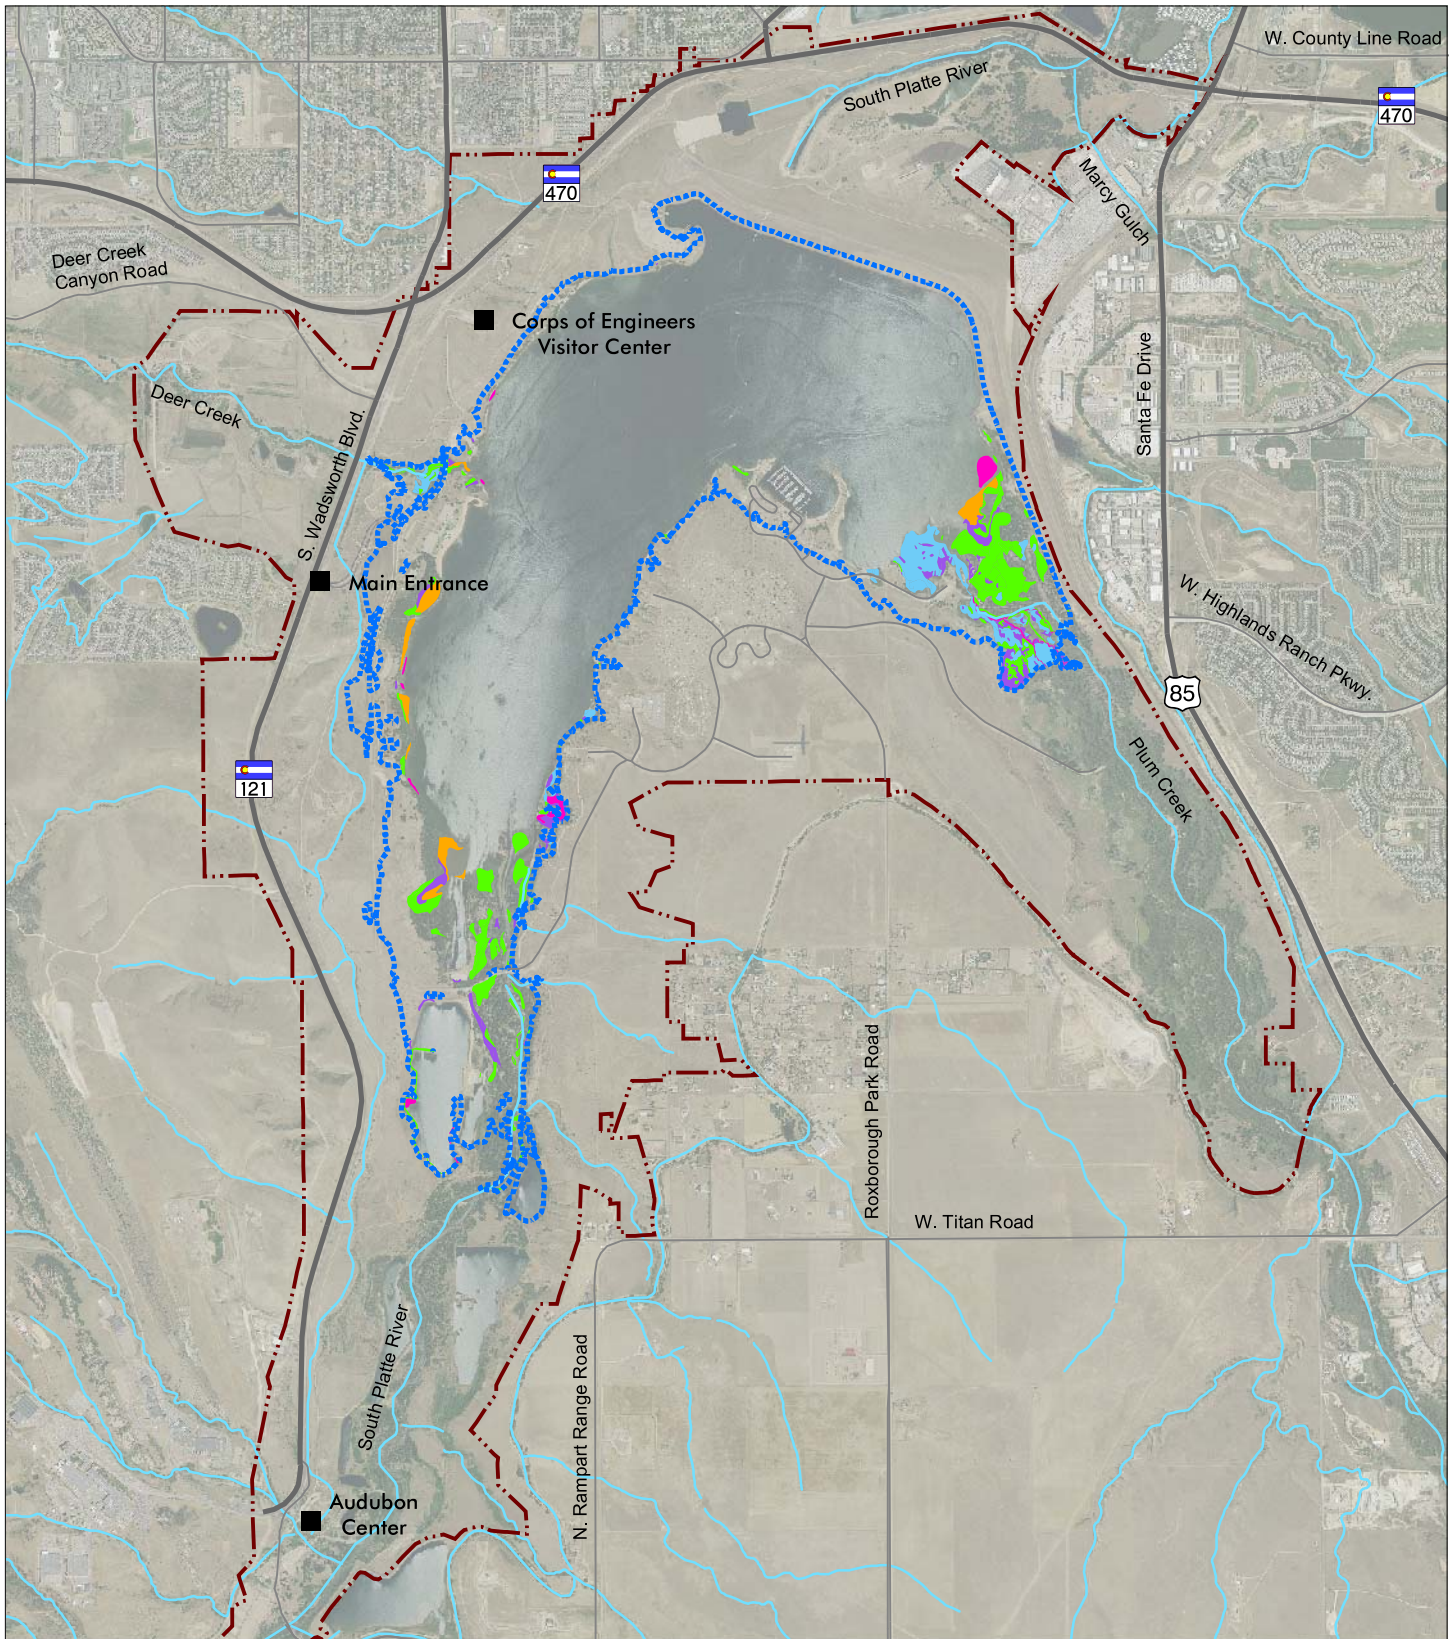 W. County Line Road
South Platte River
470
470
Marcy Gulch
Deer Creek
Canyon Road
Corps of Engineers
Visitor Center
Santa Fe Drive
Deer Creek
S. Wadsworth Blvd.
Main Entrance
W. Highlands Ranch Pkwy.
85
121
Plum Creek
Roxborough Park Road
W. Titan Road
South Platte River
N. Rampart Range Road
Audubon
Center